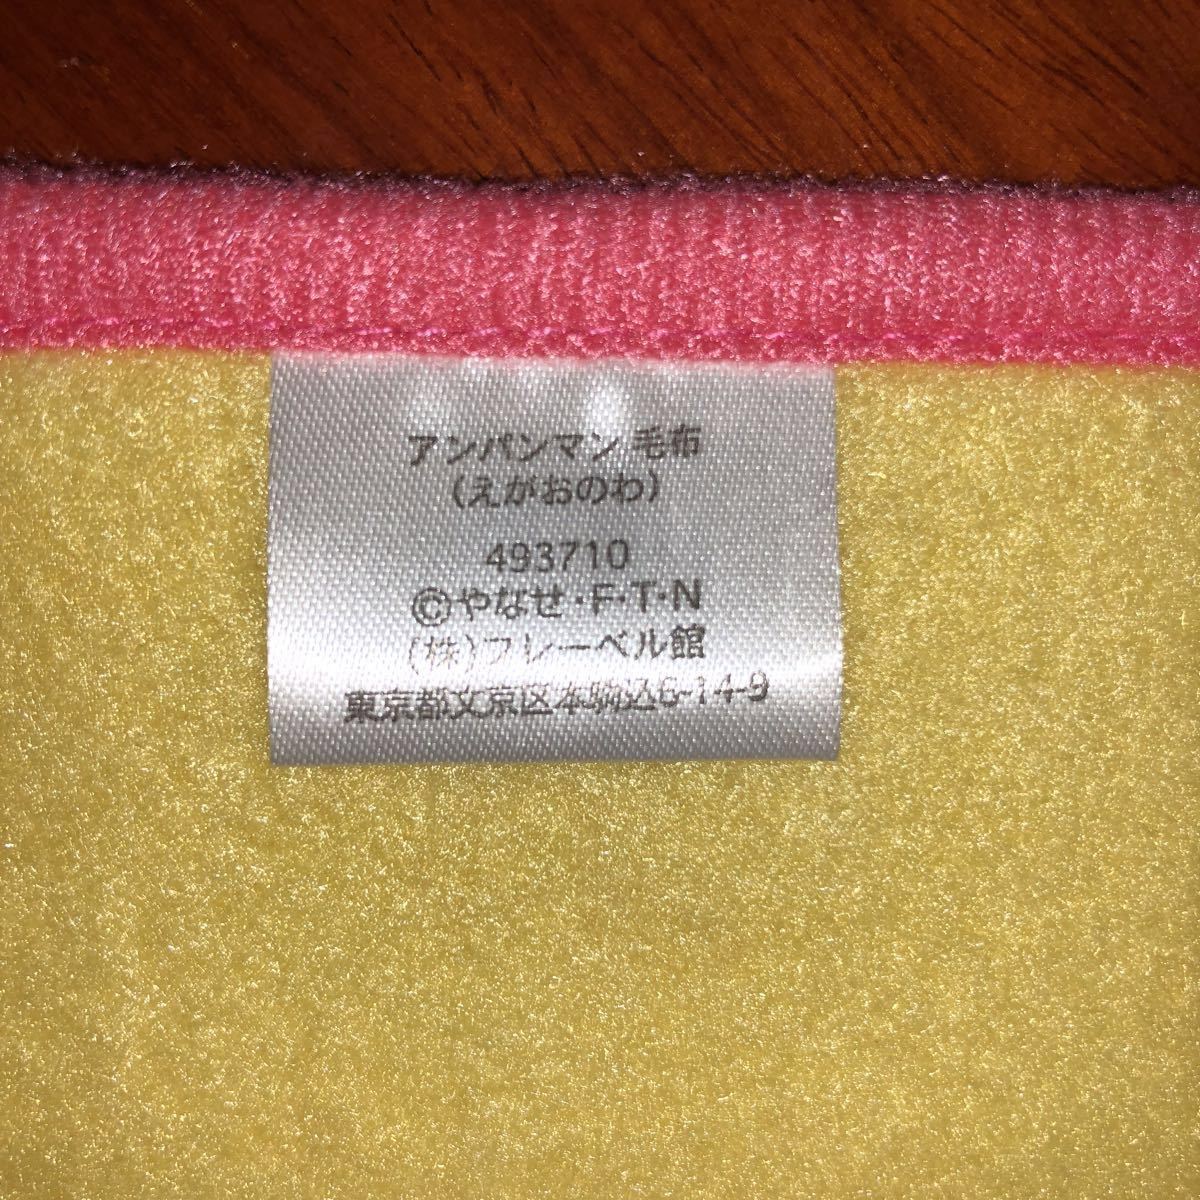 アンパンマン 毛布
(えがおのわ)
493710
©やなせ・F・T・N
(株)フレーベル館
東京都文京区本駒込6-14-9